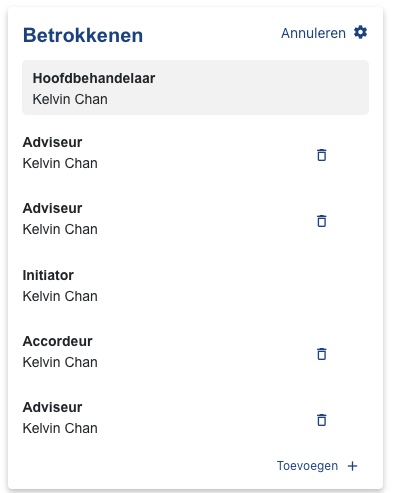 Betrokkenen
Annuleren
Hoofdbehandelaar
Kelvin Chan
Adviseur
Kelvin Chan
Adviseur
Kelvin Chan
Initiator
Kelvin Chan
Accordeur
Kelvin Chan
Adviseur
Kelvin Chan
Toevoegen +